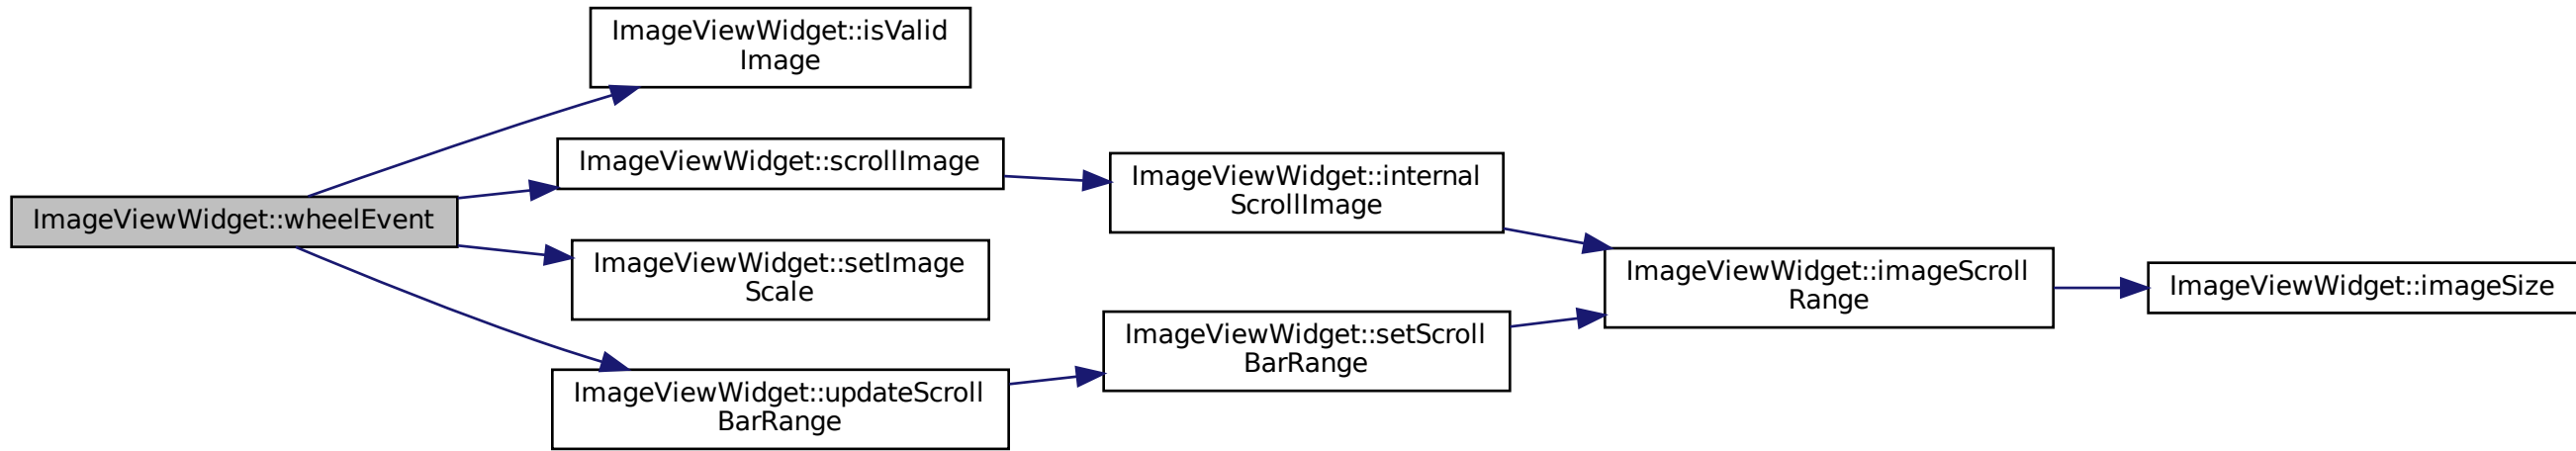 ImageViewWidget::wheelEvent
ImageViewWidget::isValid
Image
ImageViewWidget::scrollImage
ImageViewWidget::setImage
Scale
ImageViewWidget::updateScroll
BarRange
ImageViewWidget::internal
ScrollImage
ImageViewWidget::setScroll
BarRange
ImageViewWidget::imageScroll
Range
ImageViewWidget::imageSize